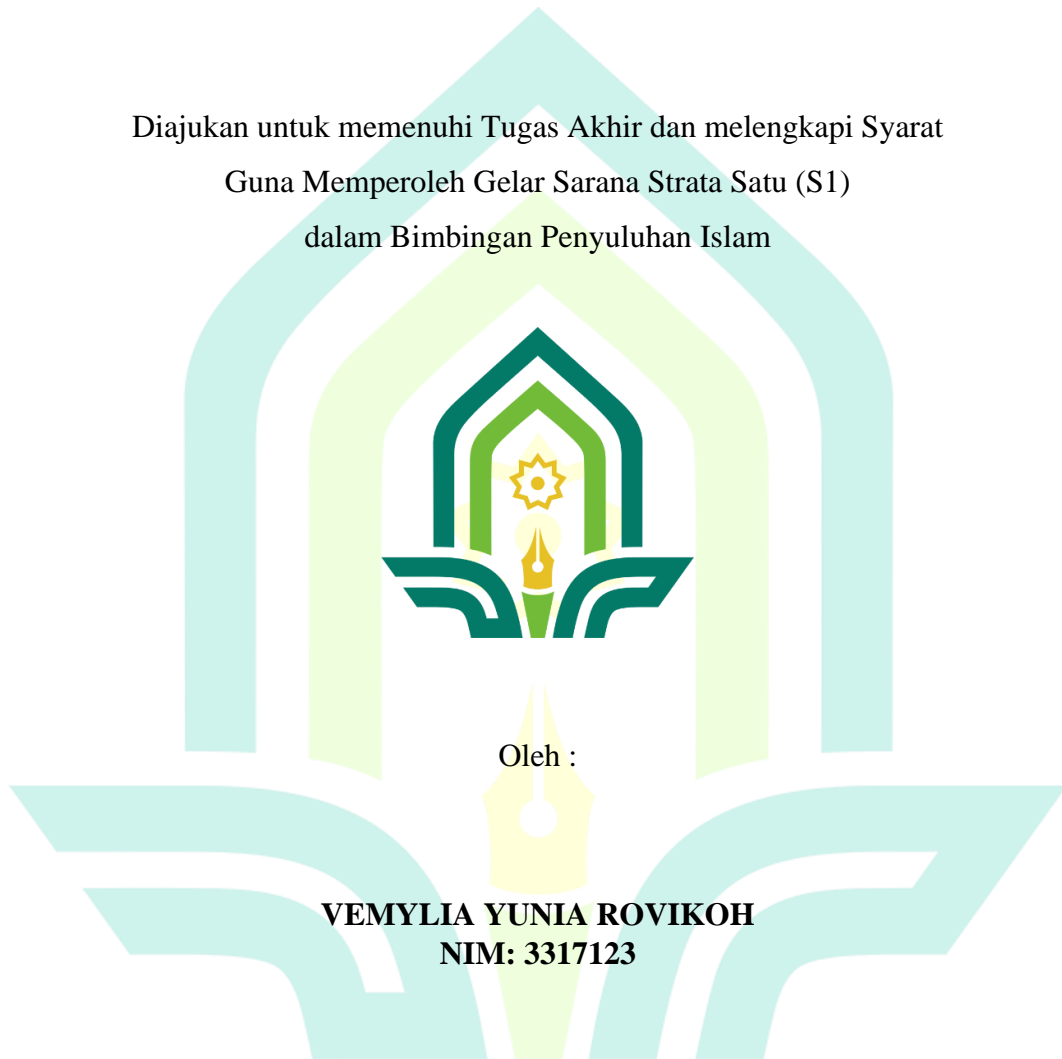 Diajukan untuk memenuhi Tugas Akhir dan melengkapi Syarat
Guna Memperoleh Gelar Sarana Strata Satu (S1)
dalam Bimbingan Penyuluhan Islam
Oleh :
VEMYLIA YUNIA ROVIKOH
NIM: 3317123